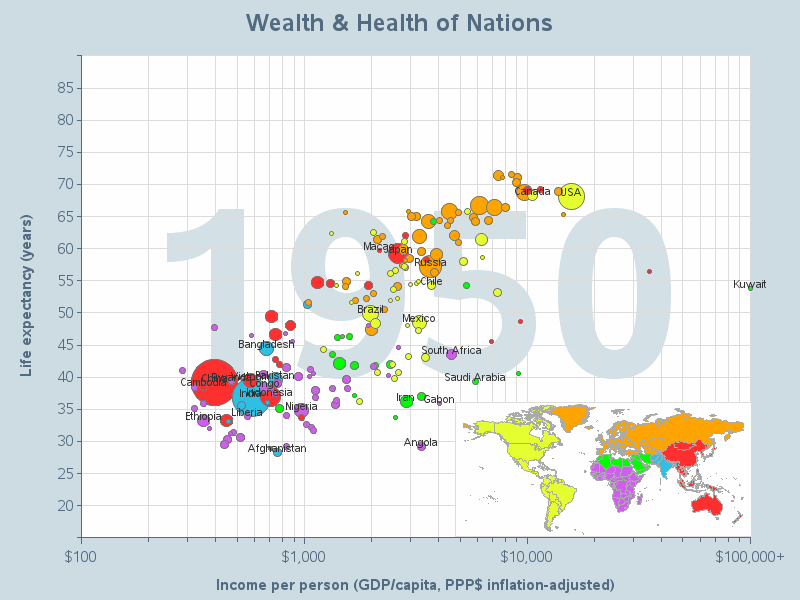 Wealth & Health of Nations
1950
Life expectancy (years)
85
80
75
70
65
60
55
50
45
40
35
30
25
20
Canada
USA
Macao
Japan
Russia
Chile
Kuwait
Brazil
Mexico
Bangladesh
South Africa
Cambodia
Pakistan
Congo
Saudi Arabia
India
Indonesia
Iran
Gabon
Ethiopia
Liberia
Nigeria
Afghanistan
Angola
$100
$1,000
$10,000
$100,000+
Income per person (GDP/capita, PPP$ inflation-adjusted)